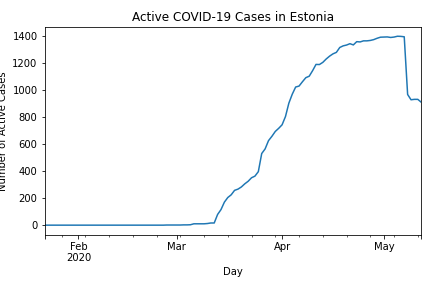 Active COVID-19 Cases in Estonia
1400
1200
1000
800
600
400
200
0
Number of Active Cases
Feb
2020
Mar
Apr
May
Day